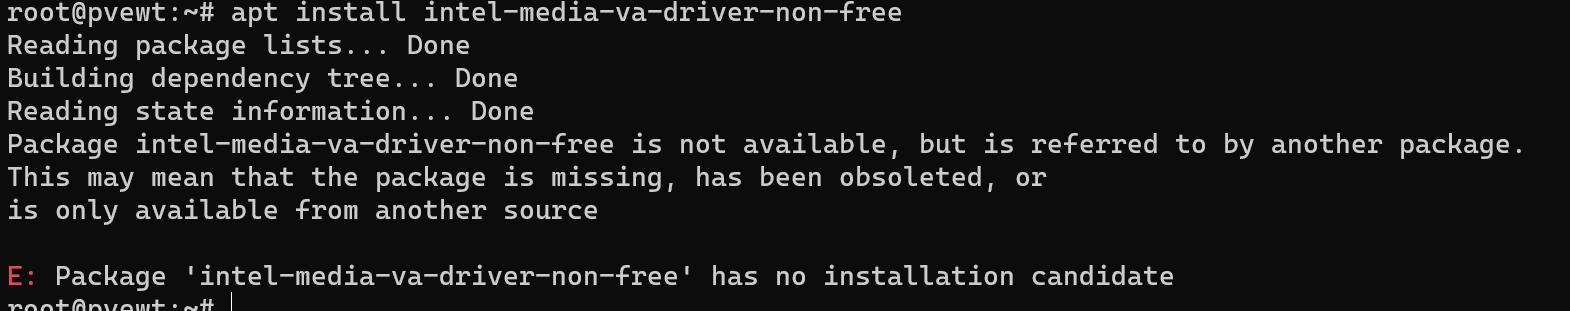 root@pvewt:~# apt install intel-media-va-driver-non-free
Reading package lists... Done
Building dependency tree... Done
Reading state information... Done
Package intel-media-va-driver-non-free is not available, but is referred to by another package.
This may mean that the package is missing, has been obsoleted, or
is only available from another source
E: Package 'intel-media-va-driver-non-free' has no installation candidate
root@pvewt:~#